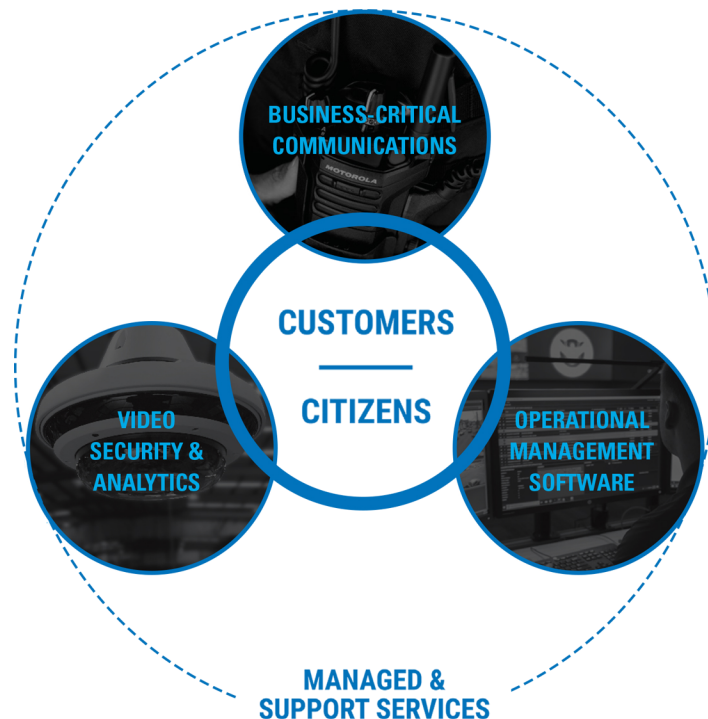 BUSINESS-CRITICAL
COMMUNICATIONS
MOTOROLA
CUSTOMERS
CITIZENS
VIDEO
SECURITY &
ANALYTICS
OPERATIONAL
MANAGEMENT
SOFTWARE
MANAGED &
SUPPORT SERVICES